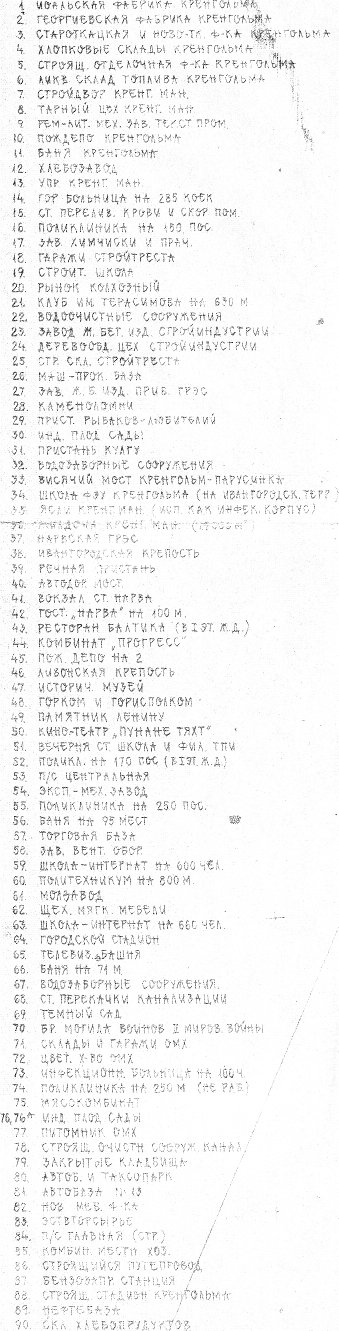 1. ИОАЛЬСКАЯ ФАБРИКА КРЕНГОЛЬМА
2. ГЕОРГИЕВСКАЯ ФАБРИКА КРЕНГОЛЬМА
3. СТАРОТКАЦКАЯ И НОВО-ТК. Ф-КА КРЕНГОЛЬМА
4. ХЛОПКОВЫЕ СКЛАДЫ КРЕНГОЛЬМА
5. СТРОЯЩ. ОТДЕЛОЧНАЯ Ф-КА КРЕНГОЛЬМА
6. ЛИКВ. СКЛАД ТОПЛИВА КРЕНГОЛЬМА
7. СТРОЙДВОР КРЕНГ. МАН.
8. ТАРНЫЙ ЦЕХ КРЕНГ. МАН
9. РЕМ-ЛИТ. МЕХ. ЗАВ. ТЕКСТ ПРОМ.
10. ПОЖДЕПО КРЕНГОЛЬМА
11. БАНЯ КРЕНГОЛЬМА
12. ХЛЕБОЗАВОД
13. УПР КРЕНГ МАН.
14. ГОР БОЛЬНИЦА НА 285 КОЕК
15. СТ. ПЕРЕЛИВ. КРОВИ И СКОР ПОМ.
16. ПОЛИКЛИНИКА НА 150 ПОС.
17. ЗАВ ХИМЧИСКИ И ПРАЧ.
18. ГАРАЖИ СТРОЙТРЕСТА
19. СТРОИТ. ШКОЛА
20. РЫНОК КОЛХОЗНЫЙ
21. КЛУБ ИМ. ГЕРАСИМОВА НА 630 М
22. ВОДООЧИСТНЫЕ СООРУЖЕНИЯ
23. ЗАВОД Ж. БЕТ. ИЗД. СТРОЙИНДУСТРИИ
24. ДЕРЕВООБД. ЦЕХ СТРОЙИНДУСТРИИ
25. СТР. СКЛ. СТРОЙТРЕСТА
26. МАШ-ПРОК. БАЗА
27. ЗАВ. Ж. Б. ИЗД. ПРИБ. ГРЭС
28. КАМЕНОЛОМНИ
29. ПРИСТ. РЫБАКОВ-ЛЮБИТЕЛИЙ
30. ИНД. ПЛОД САДЫ
31. ПРИСТАНЬ КУЛГУ
32. ВОДОЗАБОРНЫЕ СООРУЖЕНИЯ
33. ВИСЯЧИЙ МОСТ КРЕНГОЛЬМ-ПАРУСИНКА
34. ШКОЛА ФЗУ КРЕНГОЛЬМА (НА ИВАНГОРОДСК. ТЕРР.)
35. ЯСЛИ КРЕНГ МАН (ИСП КАК ИНФЕК. КОРПУС)
36. КРЕНГ. МАН.
37. НАРВСКАЯ ГРЭС
38. ИВАНГОРОДСКАЯ КРЕПОСТЬ
39. РЕЧНАЯ ПРИСТАНЬ
40. АВТОДОР МОСТ
41. ВОКЗАЛ СТ. НАРВА
42. ГОСТ. "НАРВА" НА 100 М.
43. РЕСТОРАН БАЛТИКА (В I ЭТ. Ж.Д.)
44. КОМБИНАТ "ПРОГРЕСС"
45. ПОЖ. ДЕПО НА 2
46. ЛИВОНСКАЯ КРЕПОСТЬ
47. ИСТОРИЧ. МУЗЕЙ
48. ГОРКОМ И ГОРИСПОЛКОМ
49. ПАМЯТНИК ЛЕНИНУ
50. КИНО-ТЕАТР "ПУНАНЕ ТЯХТ"
51. ВЕЧЕРНЯ СТ ШКОЛА И ФИЛ. ТПИ
52. ПОЛИКЛ. НА 170 ПОС (В I ЭТ. Ж.Д)
53. П/С ЦЕНТРАЛЬНАЯ
54. ЭКСП-МЕХ. ЗАВОД
55. ПОЛИКЛИНИКА НА 250 ПОС.
56. БАНЯ НА 95 МЕСТ
57. ТОРГОВАЯ БАЗА
58. ЗАВ. ВЕНТ. ОБОР
59. ШКОЛА-ИНТЕРНАТ НА 600 ЧЕЛ.
60. ПОЛИТЕХНИКУМ НА 800 М.
61. МОЛЗАВОД
62. ЦЕХ. МЯГК. МЕБЕЛИ
63. ШКОЛА-ИНТЕРНАТ НА 660 ЧЕЛ.
64. ГОРОДСКОЙ СТАДИОН
65. ТЕЛЕВИЗ. БАШНЯ
66. БАНЯ НА 71 М.
67. ВОДОЗАБОРНЫЕ СООРУЖЕНИЯ.
68. СТ. ПЕРЕКАЧКИ КАНАЛИЗАЦИИ
69. ТЕМНЫЙ САД
70. БР. МОГИЛА ВОИНОВ II МИРОВ. ВОЙНЫ
71. СКЛАДЫ И ГАРАЖИ ОМХ
72. ЦВЕТ. Х-ВО ОМХ
73. ИНФЕКЦИОНН. БОЛЬНИЦА НА 100 Ч.
74. ПОЛИКЛИНИКА НА 250 М (НЕ РАБ)
75. МЯСОКОМБИНАТ
76, 76ᴬ ИНД ПЛОД САДЫ
77. ПИТОМНИК ОМХ
78. СТРОЯЩ. ОЧИСТН СООРУЖ КАНАЛ.
79. ЗАКРЫТЫЕ КЛАДБИЩА
80. АВТОБ. И ТАКСОПАРК
81. АВТОБАЗА № 13
82. НОВ МЕБ. Ф-КА
83. ЭСТВТОРСЫРЬЕ
84. П/С ГЛАВНАЯ (СТР)
85. КОМБИН. МЕСТН ХОЗ.
86. СТРОЯЩИЙСЯ ПУТЕПРОВОД
87. БЕНЗОЗАПР СТАНЦИЯ
88. СТРОЯЩ. СТАДИОН КРЕНГОЛЬМА
89. НЕФТЕБАЗА
90. СКЛ ХЛЕБОПРУДУКТОВ